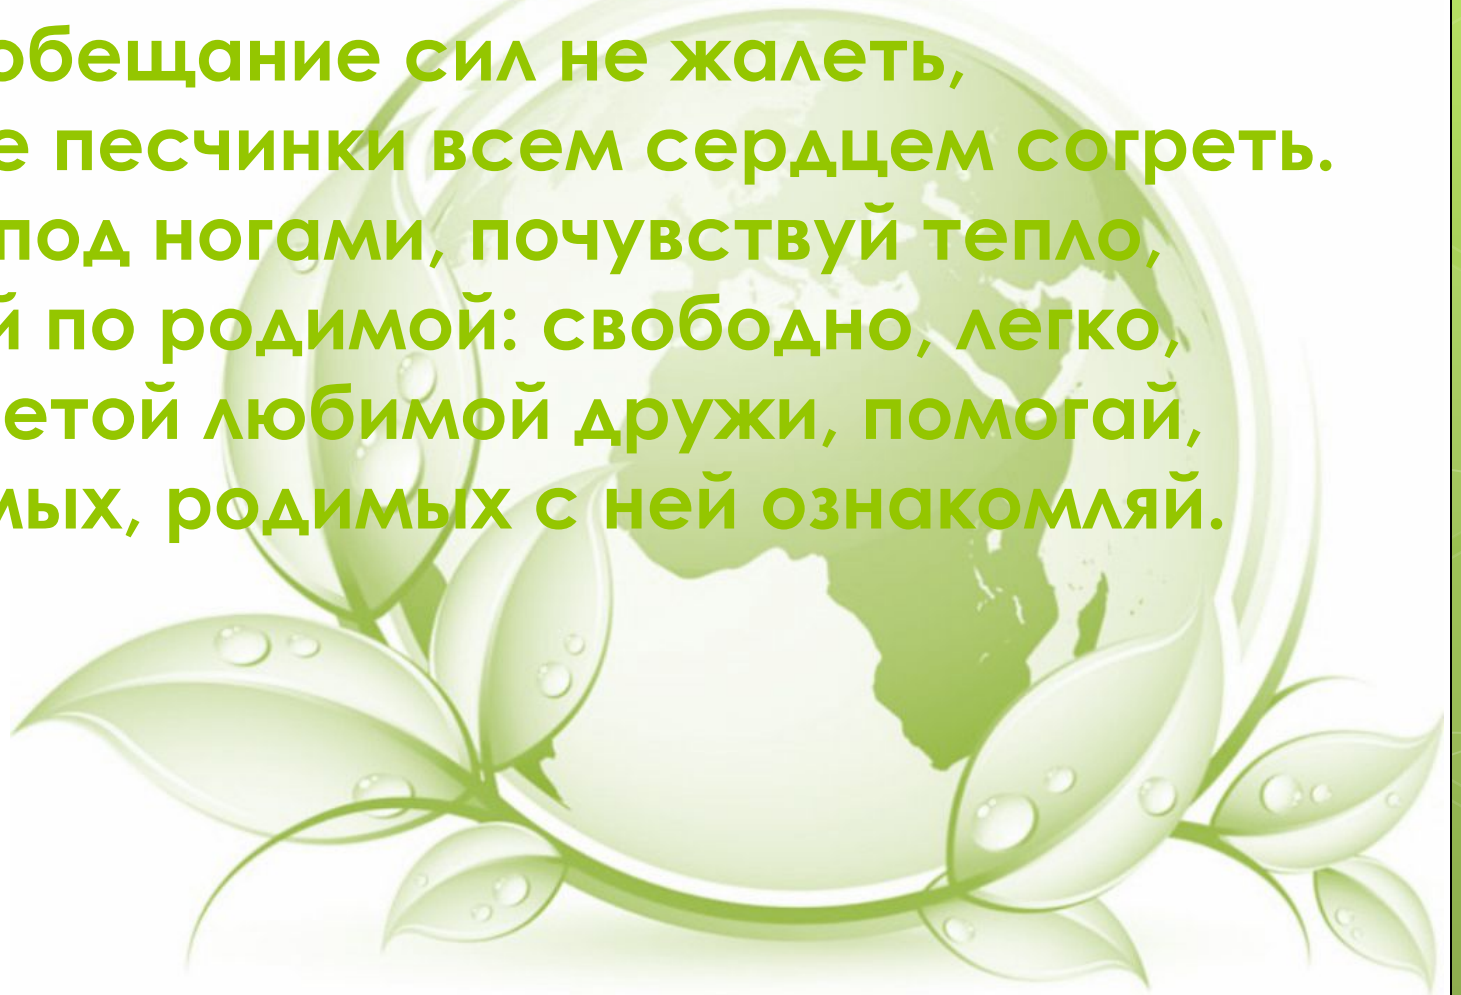 обещание сил не жалеть,
е песчинки всем сердцем согреть.
под ногами, почувствуй тепло,
й по родимой: свободно, легко,
етой любимой дружи, помогай,
мых, родимых с ней ознакомляй.